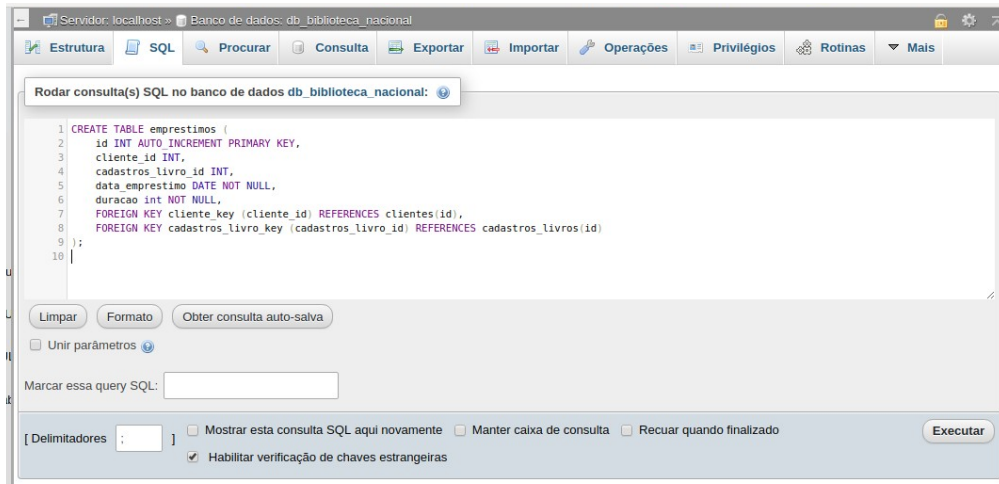 Servidor: localhost » Banco de dados: db_biblioteca_nacional
Estrutura SQL Procurar Consulta Exportar Importar Operações Privilégios Rotinas Mais
Rodar consulta(s) SQL no banco de dados db_biblioteca_nacional:
1 CREATE TABLE emprestimos (
2 id INT AUTO_INCREMENT PRIMARY KEY,
3 cliente_id INT,
4 cadastros_livro_id INT,
5 data_emprestimo DATE NOT NULL,
6 duracao int NOT NULL,
7 FOREIGN KEY cliente_key (cliente_id) REFERENCES clientes(id),
8 FOREIGN KEY cadastros_livro_key (cadastros_livro_id) REFERENCES cadastros_livros(id)
9 );
10
Limpar Formato Obter consulta auto-salva
Unir parâmetros
Marcar essa query SQL:
[ Delimitadores ; ] Mostrar esta consulta SQL aqui novamente Manter caixa de consulta Recuar quando finalizado Executar
Habilitar verificação de chaves estrangeiras